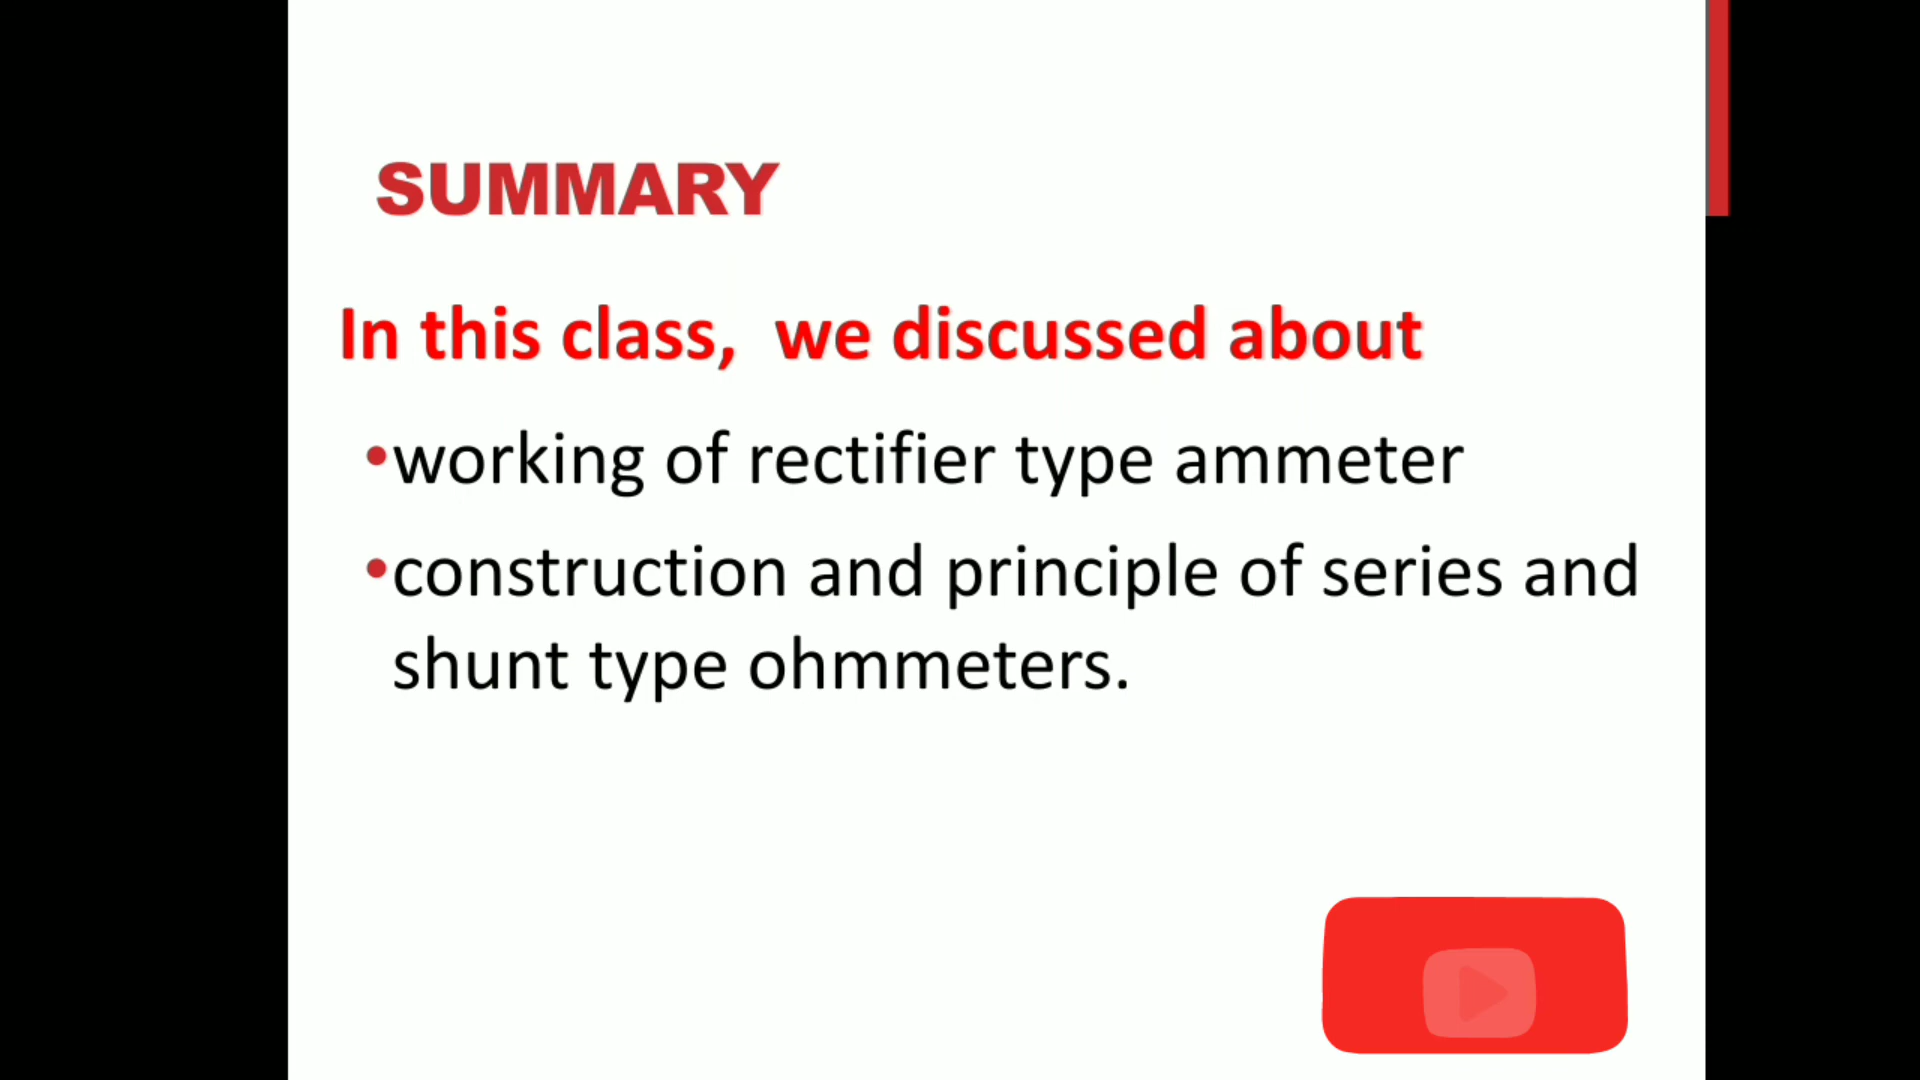 SUMMARY
In this class,  we discussed about
•working of rectifier type ammeter
•construction and principle of series and
shunt type ohmmeters.